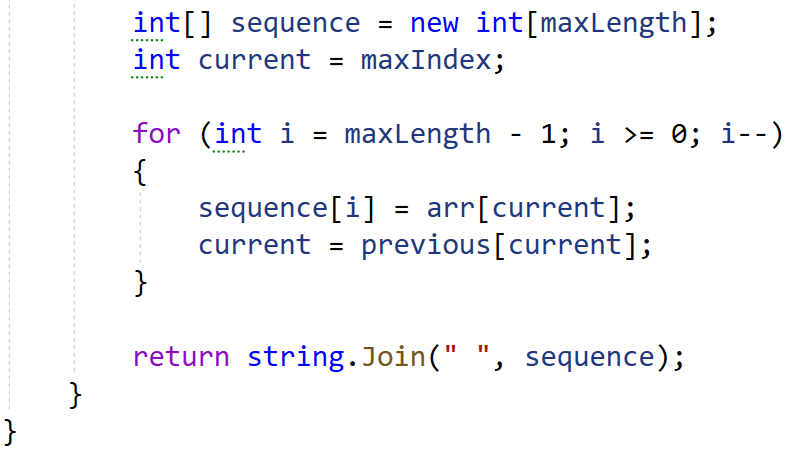 int[] sequence = new int[maxLength];
int current = maxIndex;
for (int i = maxLength - 1; i >= 0; i--)
{
sequence[i] = arr[current];
current = previous[current];
}
return string.Join(" ", sequence);
}
}